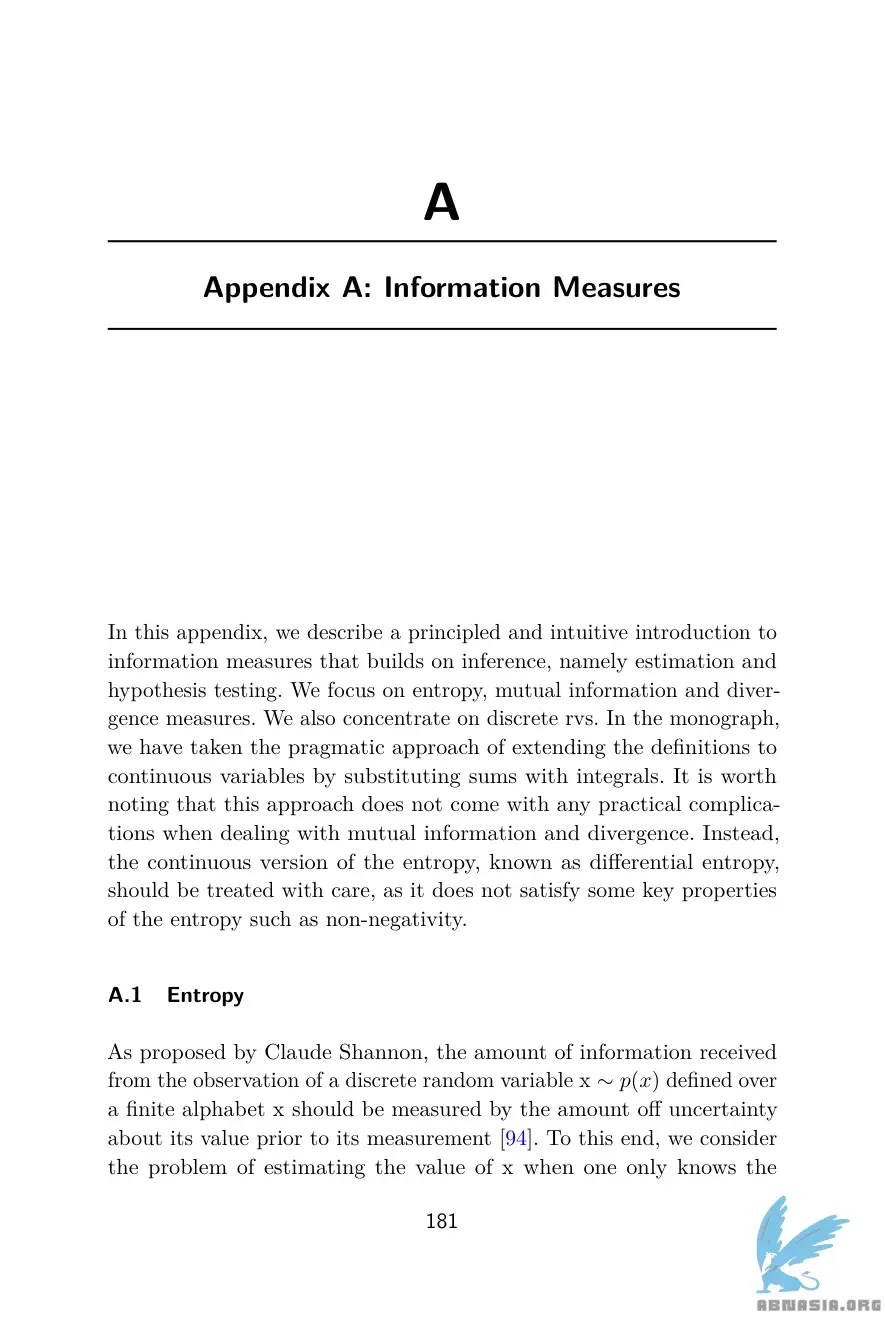 A
Appendix A: Information Measures
In this appendix, we describe a principled and intuitive introduction to
information measures that builds on inference, namely estimation and
hypothesis testing. We focus on entropy, mutual information and diver-
gence measures. We also concentrate on discrete rvs. In the monograph,
we have taken the pragmatic approach of extending the definitions to
continuous variables by substituting sums with integrals. It is worth
noting that this approach does not come with any practical complica-
tions when dealing with mutual information and divergence. Instead,
the continuous version of the entropy, known as differential entropy,
should be treated with care, as it does not satisfy some key properties
of the entropy such as non-negativity.
A.1 Entropy
As proposed by Claude Shannon, the amount of information received
from the observation of a discrete random variable x ∼ p(x) defined over
a finite alphabet x should be measured by the amount off uncertainty
about its value prior to its measurement [94]. To this end, we consider
the problem of estimating the value of x when one only knows the
181
ABNASIA.ORG